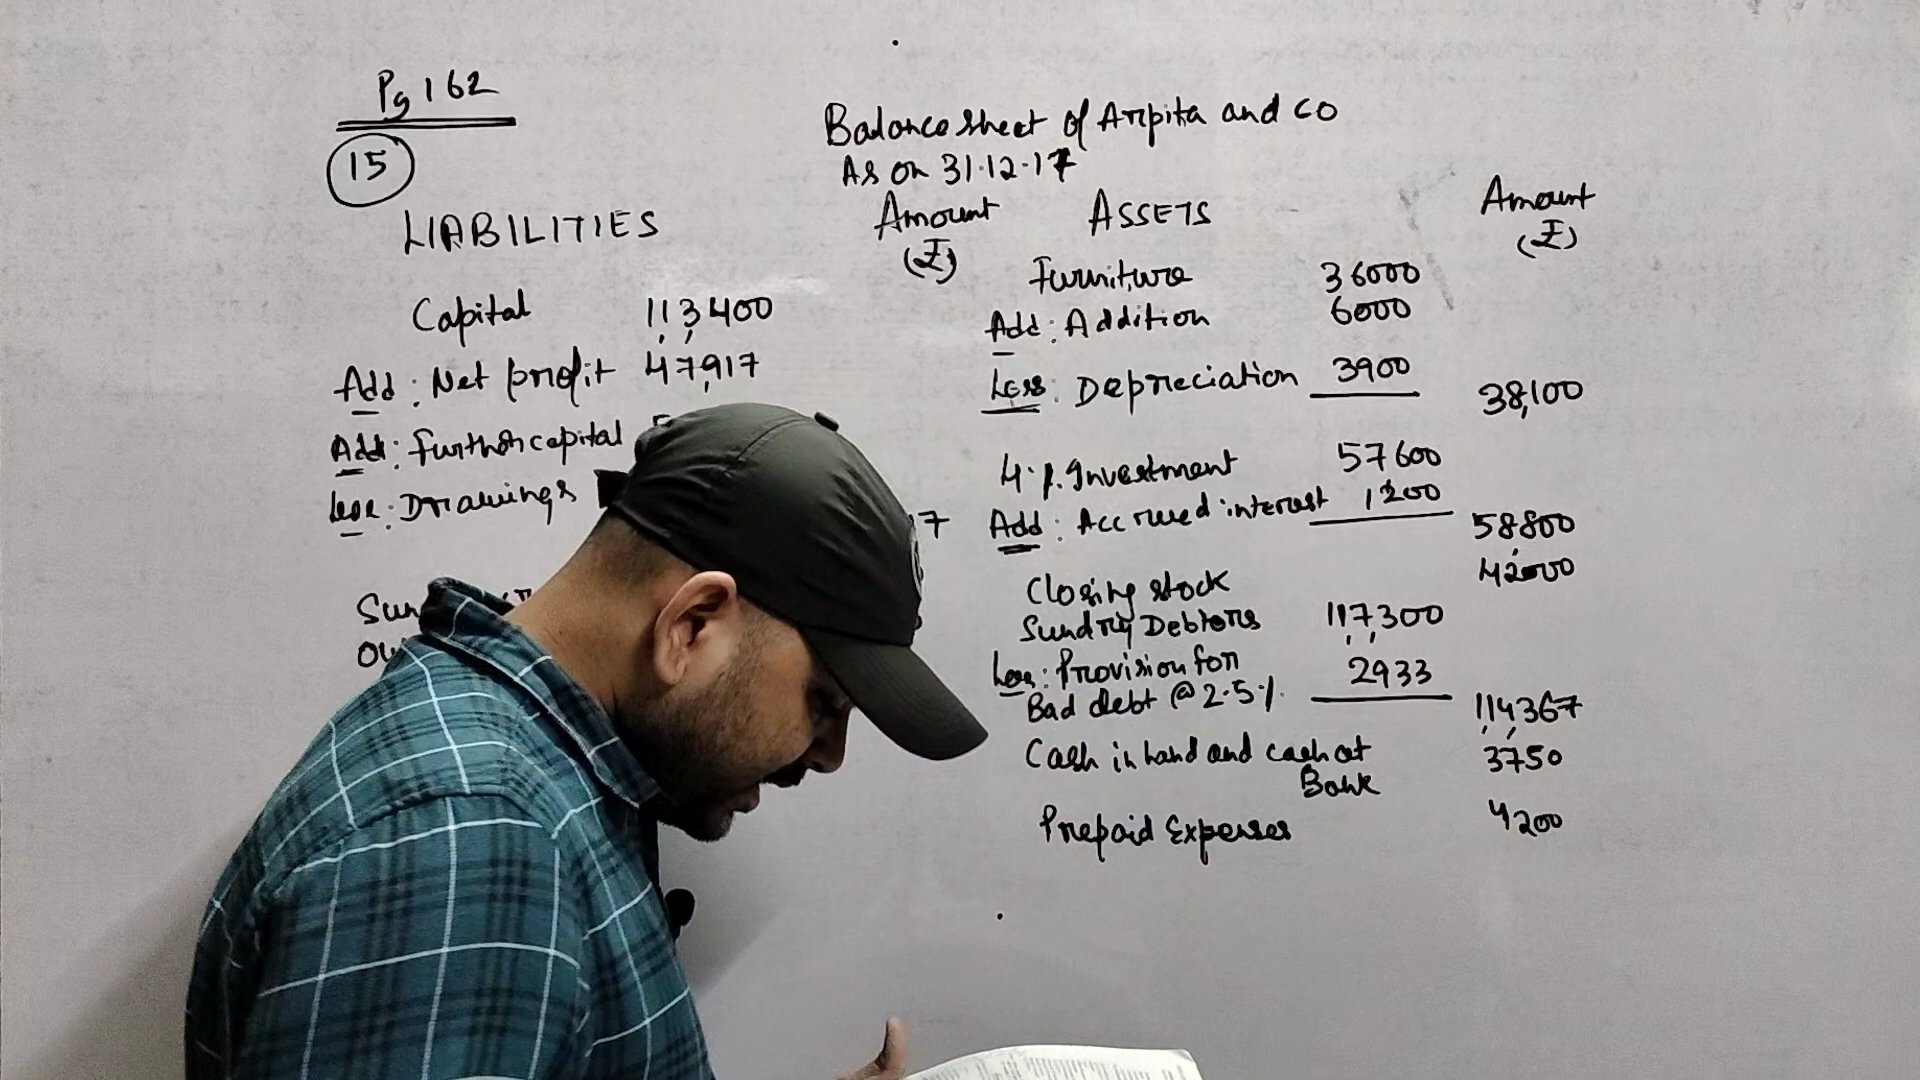 Pg 162
15
Balance sheet of Arpita and co
As on 31.12.17
LIABILITIES
Amount
(₹)
Capital 113,400
Add: Net profit 47,917
Add: Further capital
Less: Drawings
17
ASSETS
Amount
(₹)
Furniture 36000
Add: Addition 6000
Less: Depreciation 3900 38,100
4% Investment 57600
Add: Accrued interest 1200 58,800
Closing stock 42000
Sundry Debtors 117,300
Less: Provision for
Bad debt @ 2.5% 2933 114,367
Cash in hand and cash at
Bank 3750
Prepaid Expenses 4200